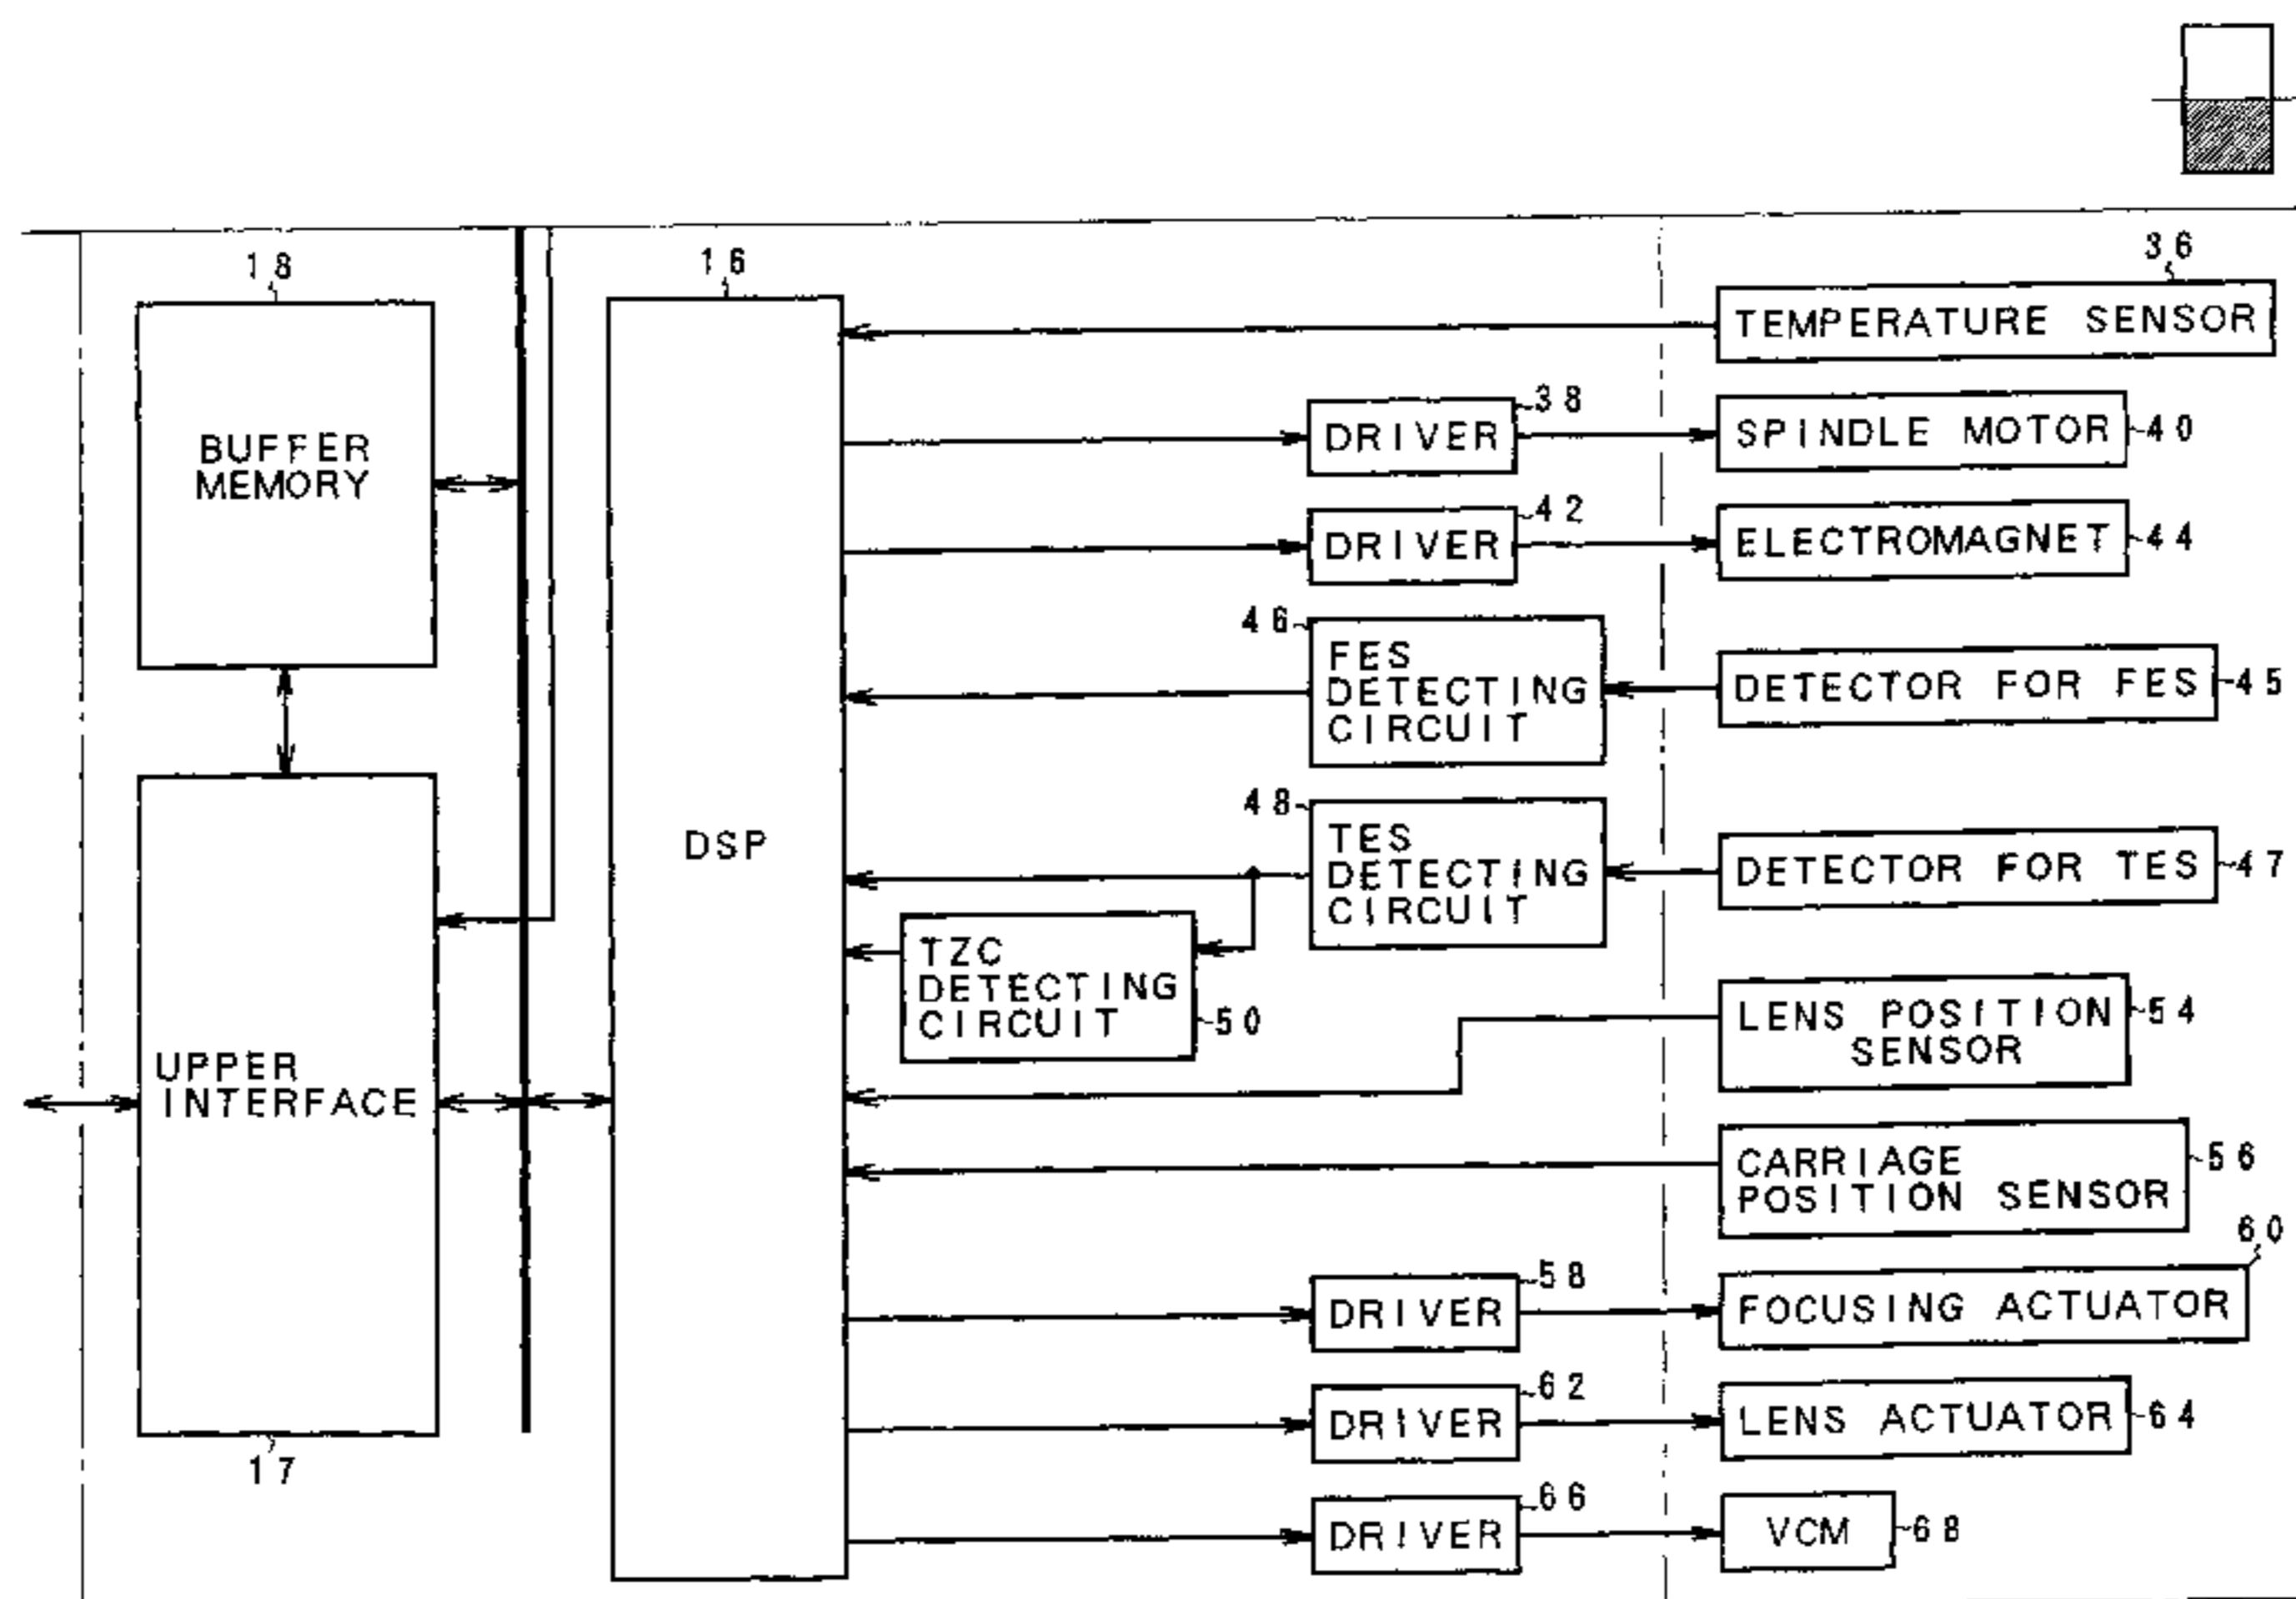 18
16
36
TEMPERATURE SENSOR
38
DRIVER
SPINDLE MOTOR
40
BUFFER
MEMORY
42
DRIVER
ELECTROMAGNET
44
46
FES
DETECTING
CIRCUIT
DETECTOR FOR FES
45
DSP
48
TES
DETECTING
CIRCUIT
DETECTOR FOR TES
47
TZC
DETECTING
CIRCUIT
50
LENS POSITION
SENSOR
54
UPPER
INTERFACE
CARRIAGE
POSITION SENSOR
56
60
58
DRIVER
FOCUSING ACTUATOR
62
DRIVER
LENS ACTUATOR
64
17
66
DRIVER
VCM
68